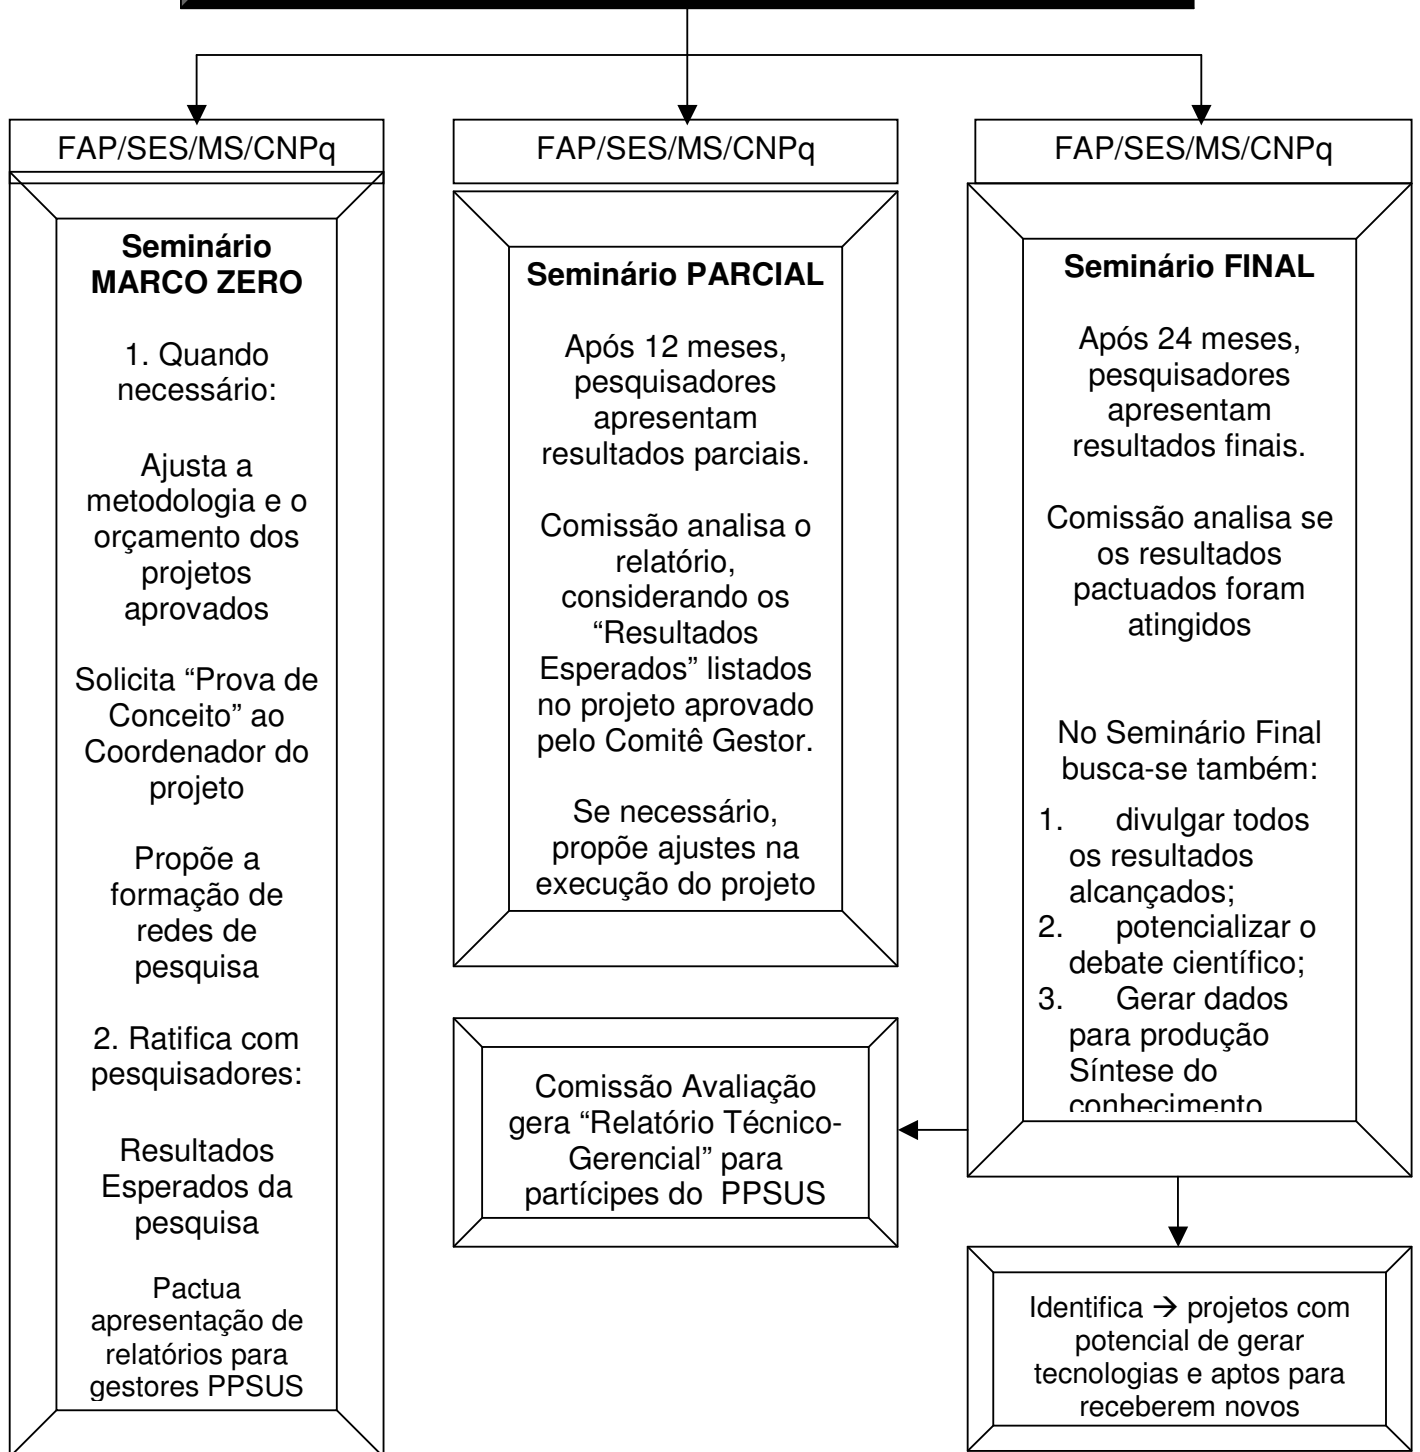 FAP/SES/MS/CNPq
Seminário
MARCO ZERO
1. Quando
necessário:
Ajusta a
metodologia e o
orçamento dos
projetos
aprovados
Solicita “Prova de
Conceito” ao
Coordenador do
projeto
Propõe a
formação de
redes de
pesquisa
2. Ratifica com
pesquisadores:
Resultados
Esperados da
pesquisa
Pactua
apresentação de
relatórios para
gestores PPSUS
FAP/SES/MS/CNPq
Seminário PARCIAL
Após 12 meses,
pesquisadores
apresentam
resultados parciais.
Comissão analisa o
relatório,
considerando os
“Resultados
Esperados” listados
no projeto aprovado
pelo Comitê Gestor.
Se necessário,
propõe ajustes na
execução do projeto
Comissão Avaliação
gera “Relatório Técnico-
Gerencial” para
partícipes do PPSUS
FAP/SES/MS/CNPq
Seminário FINAL
Após 24 meses,
pesquisadores
apresentam
resultados finais.
Comissão analisa se
os resultados
pactuados foram
atingidos
No Seminário Final
busca-se também:
1. divulgar todos
os resultados
alcançados;
2. potencializar o
debate científico;
3. Gerar dados
para produção
Síntese do
conhecimento
Identifica → projetos com
potencial de gerar
tecnologias e aptos para
receberem novos